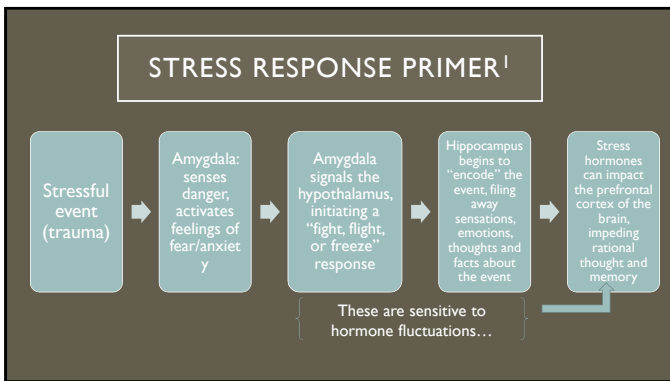 STRESS RESPONSE PRIMER¹
Stressful
event
(trauma)
Amygdala:
senses
danger,
activates
feelings of
fear/anxiet
y
Amygdala
signals the
hypothalamus,
initiating a
“fight, flight,
or freeze”
response
Hippocampus
begins to
“encode” the
event, filing
away
sensations,
emotions,
thoughts and
facts about
the event
Stress
hormones
can impact
the prefrontal
cortex of the
brain,
impeding
rational
thought and
memory
These are sensitive to
hormone fluctuations…